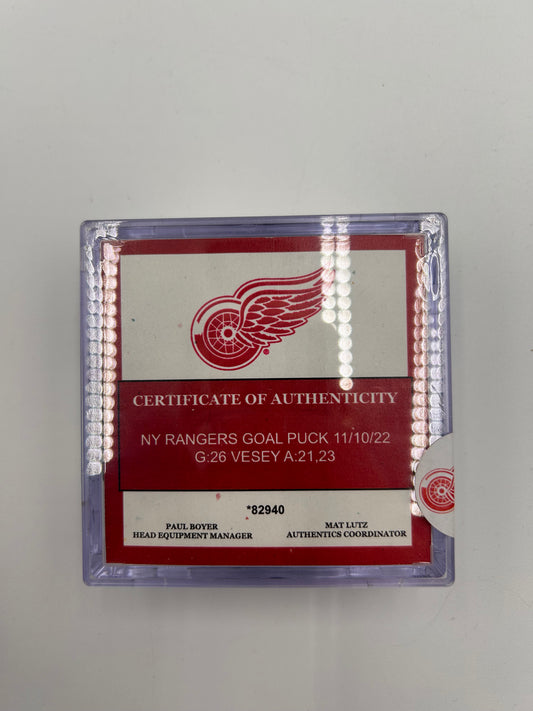 CERTIFICATE OF AUTHENTICITY
NY RANGERS GOAL PUCK 11/10/22
G:26 VESEY A:21,23
*82940
PAUL BOYER
HEAD EQUIPMENT MANAGER
MAT LUTZ
AUTHENTICS COORDINATOR